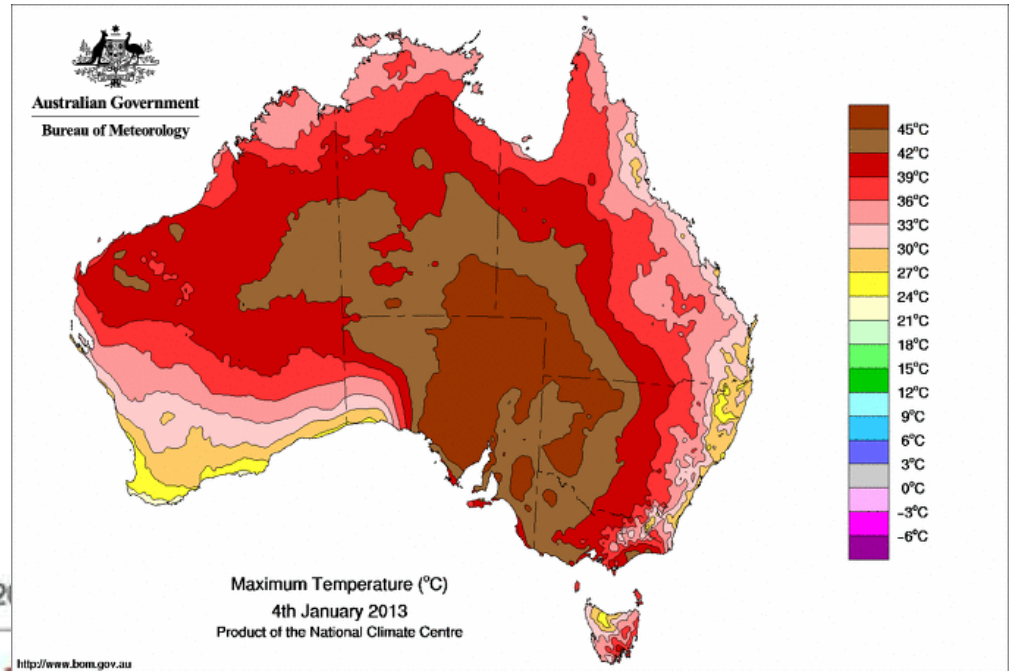 Australian Government
Bureau of Meteorology
45°C
42°C
39°C
36°C
33°C
30°C
27°C
24°C
21°C
18°C
15°C
12°C
9°C
6°C
3°C
0°C
-3°C
-6°C
Maximum Temperature (°C)
4th January 2013
Product of the National Climate Centre
http://www.bom.gov.au